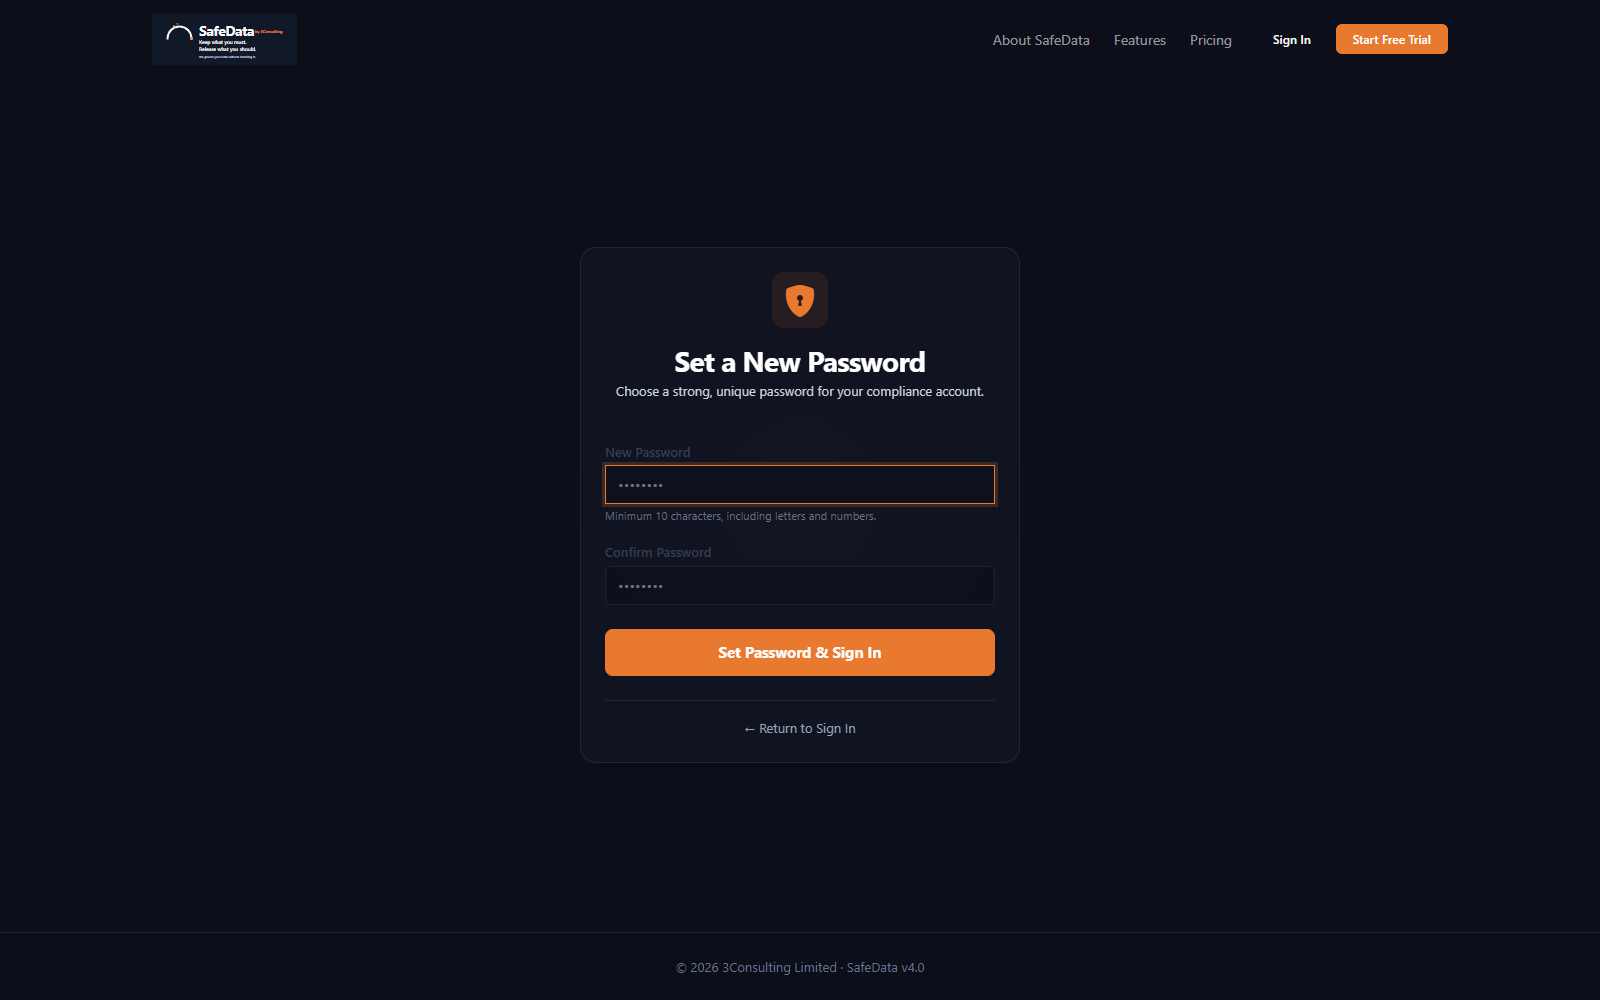 SafeData by 3Consulting
Keep what you must.
Release what you should.
About SafeData
Features
Pricing
Sign In
Start Free Trial
Set a New Password
Choose a strong, unique password for your compliance account.
New Password
Minimum 10 characters, including letters and numbers.
Confirm Password
Set Password & Sign In
← Return to Sign In
© 2026 3Consulting Limited · SafeData v4.0